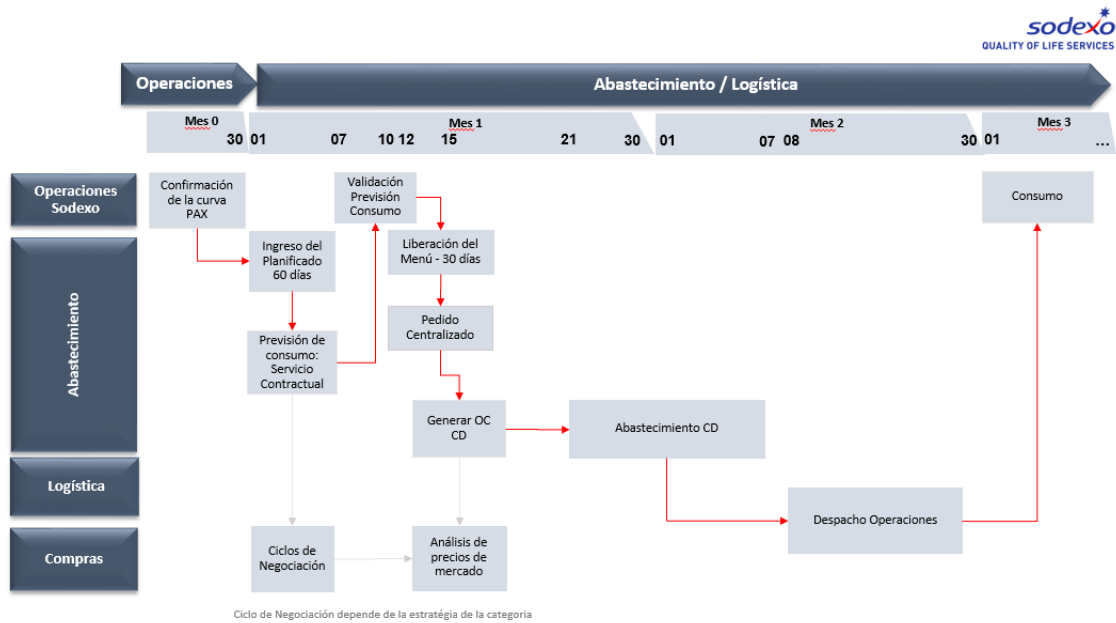 sodexo
QUALITY OF LIFE SERVICES
Operaciones
Abastecimiento / Logística
Mes 0
Mes 1
Mes 2
Mes 3
30
01
07
10
12
15
21
30
01
07
08
30
01
...
Operaciones
Sodexo
Confirmación
de la curva
PAX
Validación
Previsión
Consumo
Consumo
Abastecimiento
Ingreso del
Planificado
60 días
Liberación del
Menú - 30 días
Pedido
Centralizado
Previsión de
consumo:
Servicio
Contractual
Generar OC
CD
Abastecimiento CD
Logística
Despacho Operaciones
Compras
Ciclos de
Negociación
Análisis de
precios de
mercado
Ciclo de Negociación depende de la estratégia de la categoria